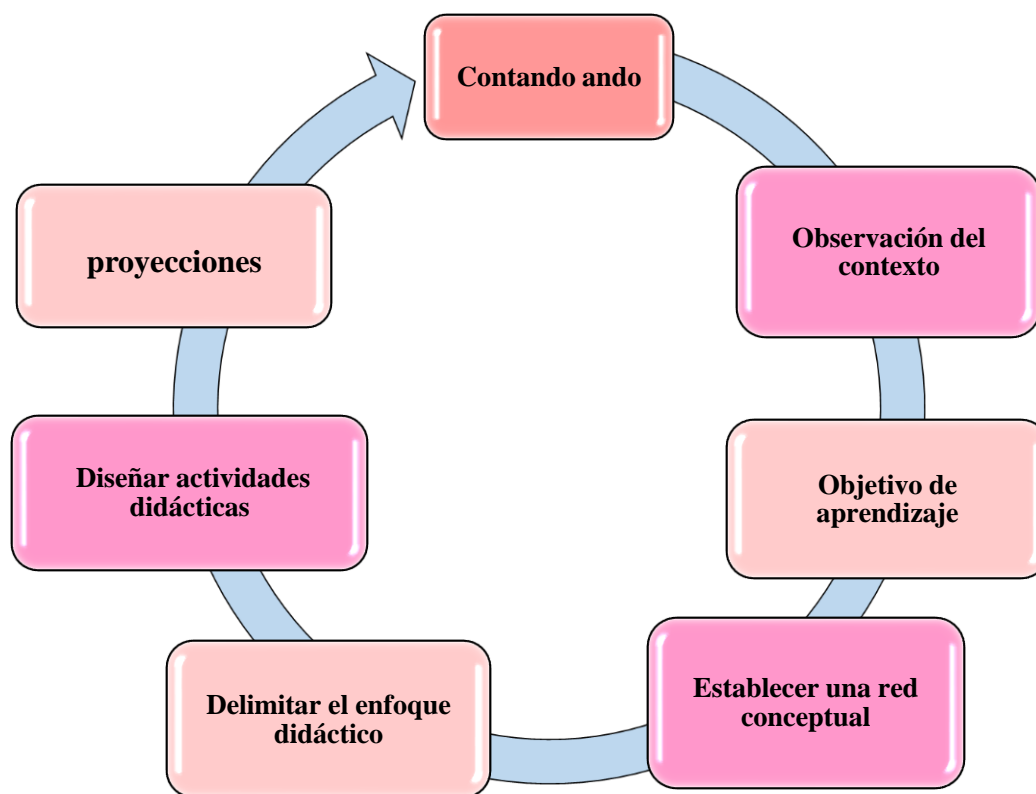 Contando ando
Observación del
contexto
Objetivo de
aprendizaje
Establecer una red
conceptual
Delimitar el enfoque
didáctico
Diseñar actividades
didácticas
proyecciones